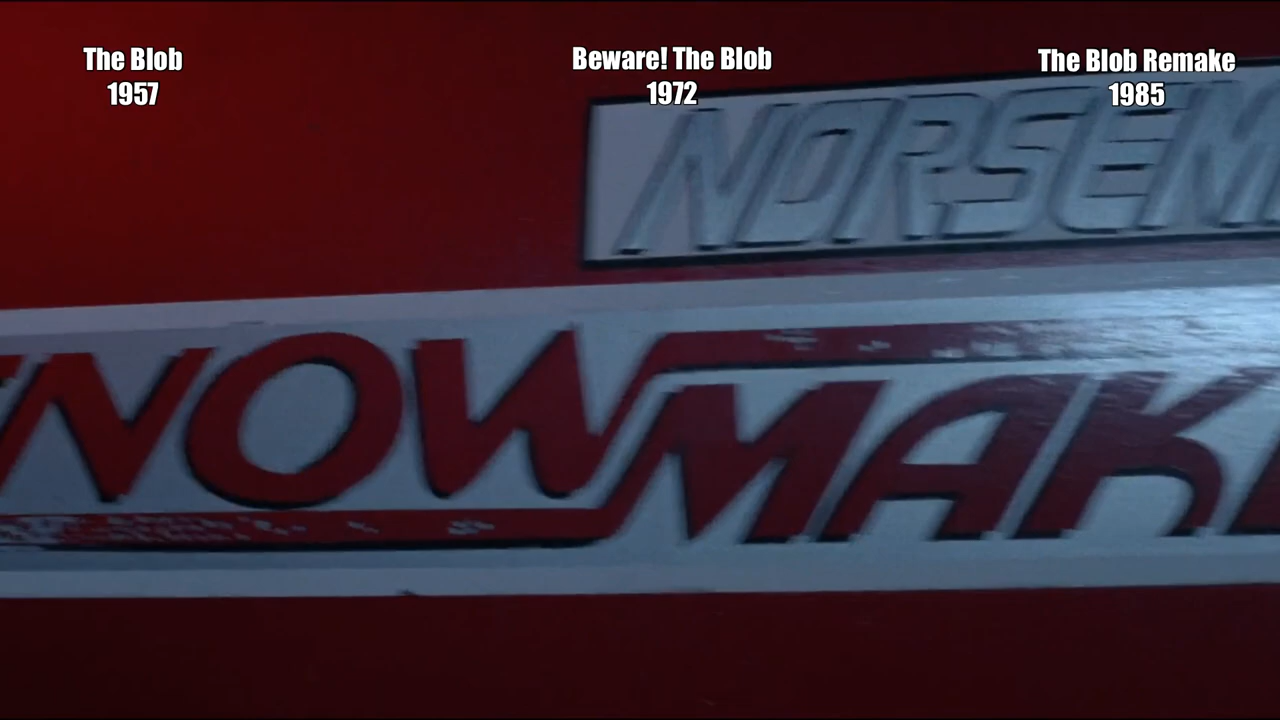 The Blob
1957
Beware! The Blob
1972
The Blob Remake
1985
NORSEM
NOWMAK